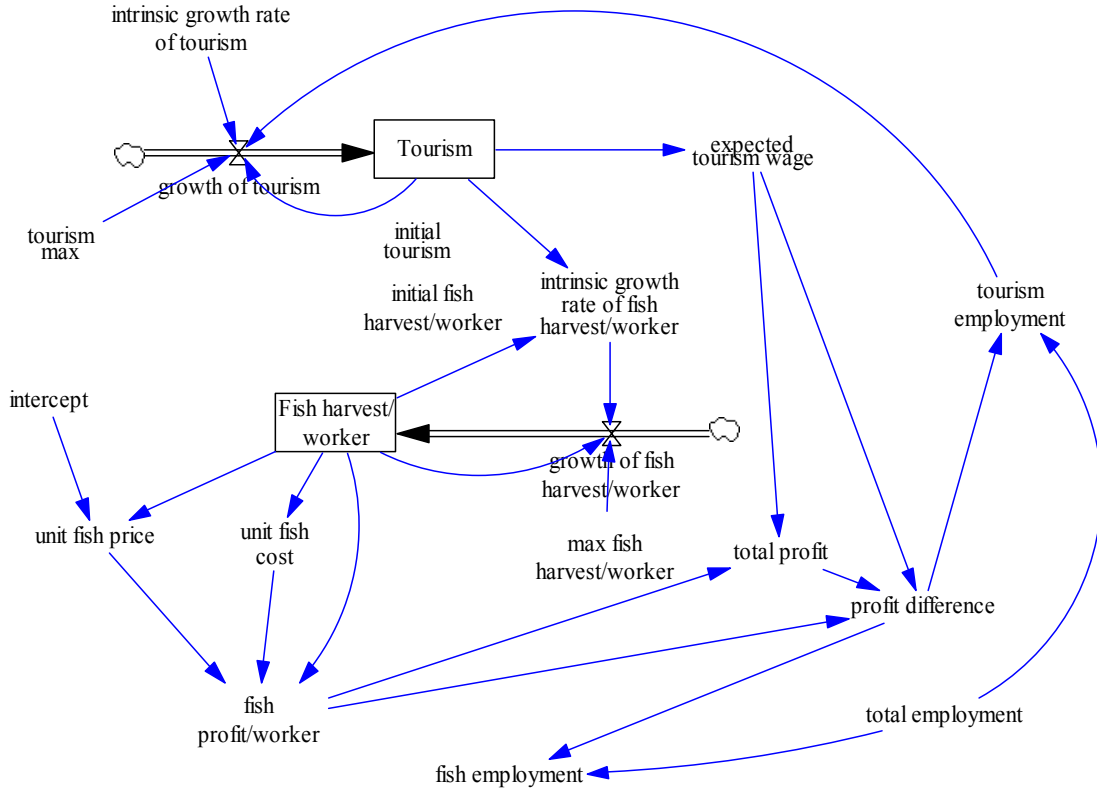 intrinsic growth rate
of tourism
Tourism
expected
tourism wage
growth of tourism
tourism
max
initial
tourism
intrinsic growth
rate of fish
harvest/worker
initial fish
harvest/worker
tourism
employment
intercept
Fish harvest/
worker
growth of fish
harvest/worker
unit fish price
unit fish
cost
max fish
harvest/worker
total profit
profit difference
fish
profit/worker
total employment
fish employment